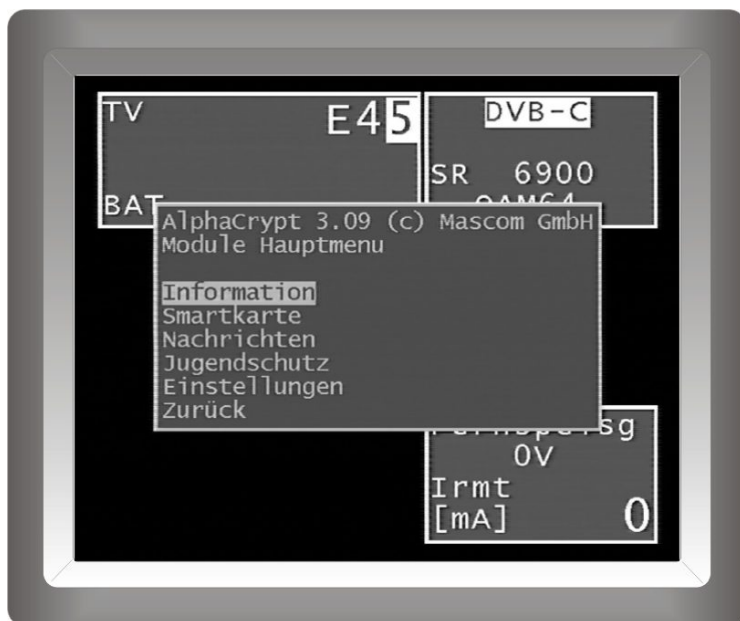 TV
E45
BAT
DVB-C
SR 6900
AlphaCrypt 3.09 (c) Mascom GmbH
Module Hauptmenu
Information
Smartkarte
Nachrichten
Jugendschutz
Einstellungen
Zurück
0V
Irmt
[mA] 0